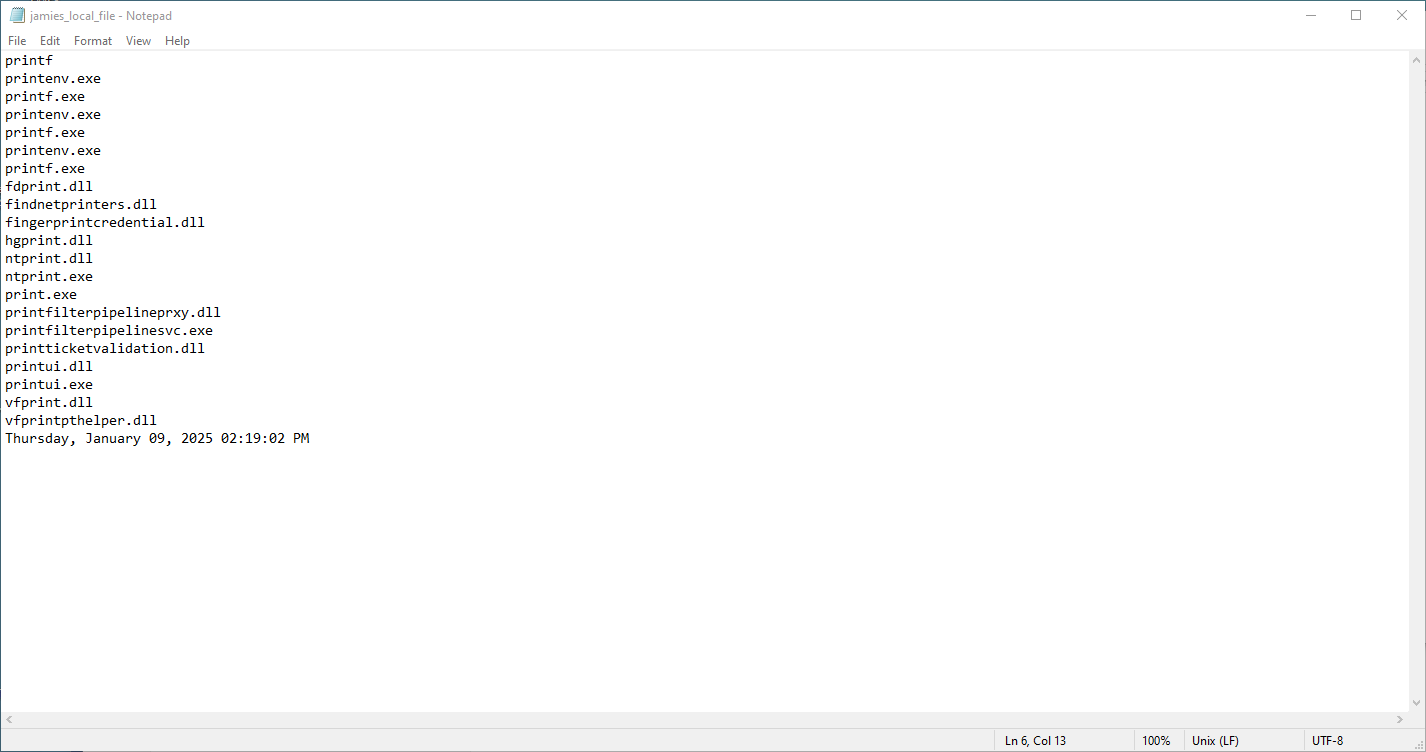 jamies_local_file - Notepad
File Edit Format View Help
printf
printenv.exe
printf.exe
printenv.exe
printf.exe
printenv.exe
printf.exe
fdprint.dll
findnetprinters.dll
fingerprintcredential.dll
hgprint.dll
ntprint.dll
ntprint.exe
print.exe
printfilterpipelineprxy.dll
printfilterpipelinesvc.exe
printticketvalidation.dll
printui.dll
printui.exe
vfprint.dll
vfprintpthelper.dll
Thursday, January 09, 2025 02:19:02 PM
Ln 6, Col 13 100% Unix (LF) UTF-8